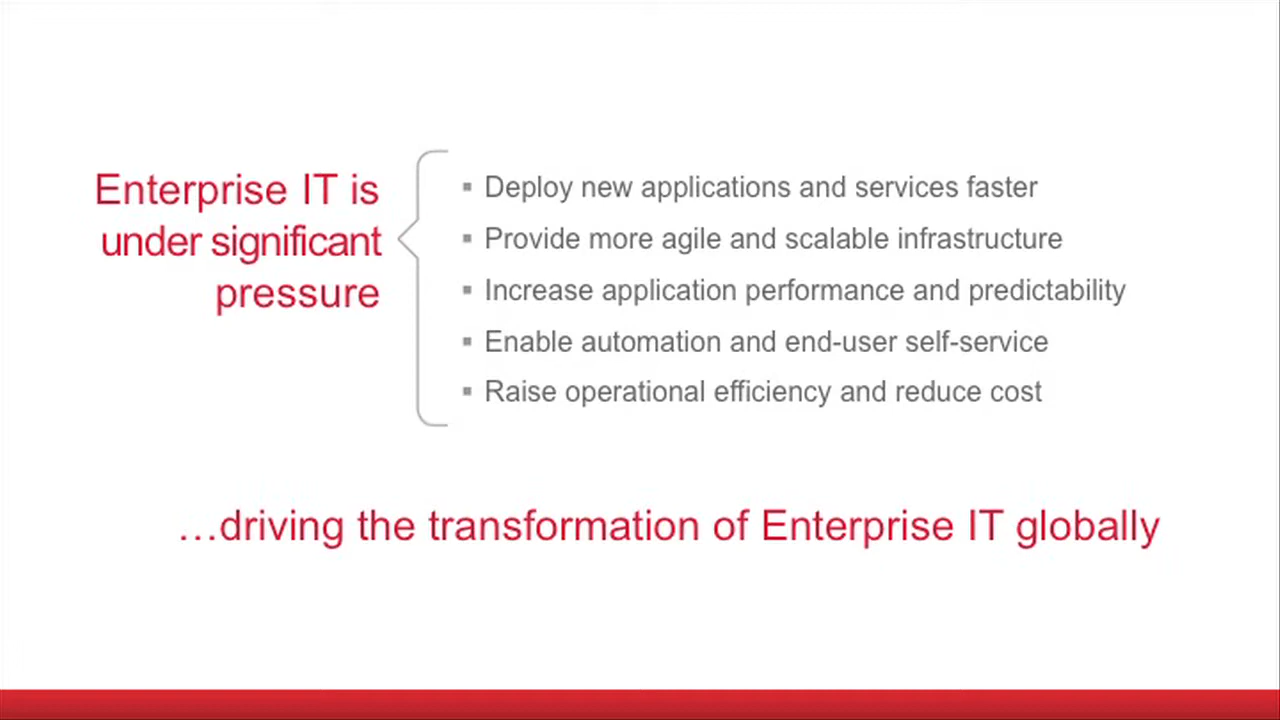 Enterprise IT is
under significant
pressure
▪ Deploy new applications and services faster
▪ Provide more agile and scalable infrastructure
▪ Increase application performance and predictability
▪ Enable automation and end-user self-service
▪ Raise operational efficiency and reduce cost
…driving the transformation of Enterprise IT globally